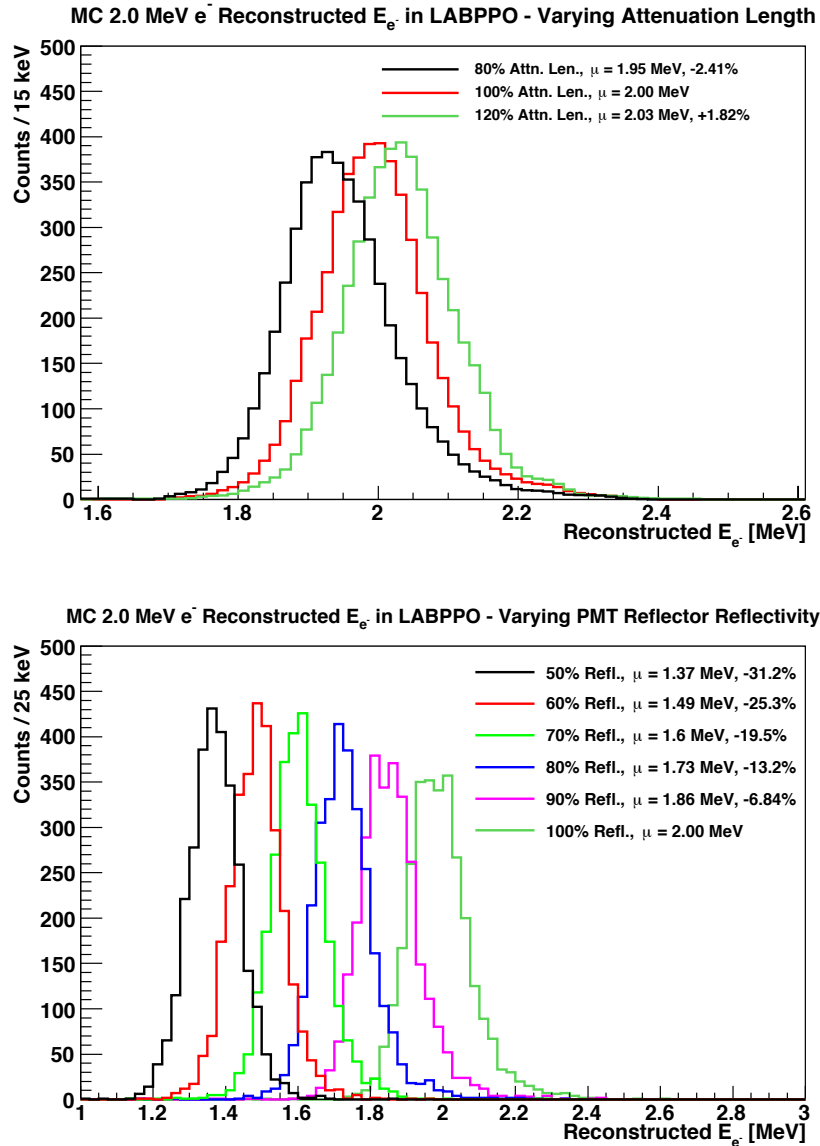 MC 2.0 MeV e⁻ Reconstructed E_e⁻ in LABPPO - Varying Attenuation Length
Counts / 15 keV
500
450
400
350
300
250
200
150
100
50
0
80% Attn. Len., μ = 1.95 MeV, -2.41%
100% Attn. Len., μ = 2.00 MeV
120% Attn. Len., μ = 2.03 MeV, +1.82%
1.6 1.8 2 2.2 2.4 2.6
Reconstructed E_e⁻ [MeV]
MC 2.0 MeV e⁻ Reconstructed E_e⁻ in LABPPO - Varying PMT Reflector Reflectivity
Counts / 25 keV
500
450
400
350
300
250
200
150
100
50
0
50% Refl., μ = 1.37 MeV, -31.2%
60% Refl., μ = 1.49 MeV, -25.3%
70% Refl., μ = 1.6 MeV, -19.5%
80% Refl., μ = 1.73 MeV, -13.2%
90% Refl., μ = 1.86 MeV, -6.84%
100% Refl., μ = 2.00 MeV
1 1.2 1.4 1.6 1.8 2 2.2 2.4 2.6 2.8 3
Reconstructed E_e⁻ [MeV]